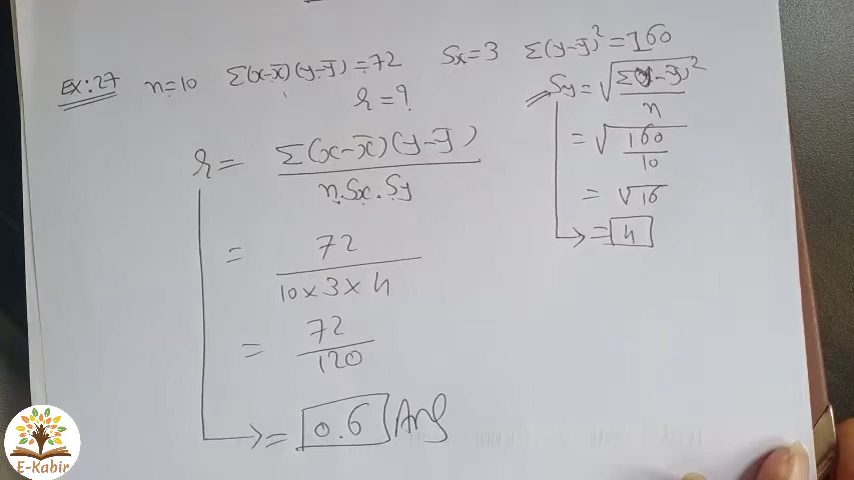 Ex:27 n=10 Σ(x-x̄)(y-ȳ)=72 Sx=3 Σ(y-ȳ)²=160
r=?
r= Σ(x-x̄)(y-ȳ) / n.Sx.Sy
= 72 / 10×3×4
= 72 / 120
= 0.6 Ans
Sy= √Σ(y-ȳ)² / n
= √160 / 10
= √16
= 4
E-Kabir